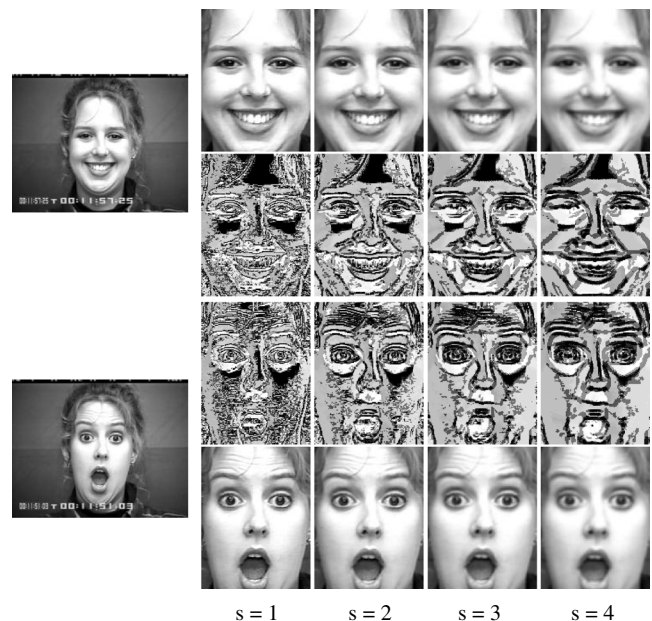 T 00:11:57:25
T 00:11:51:03
s = 1 s = 2 s = 3 s = 4